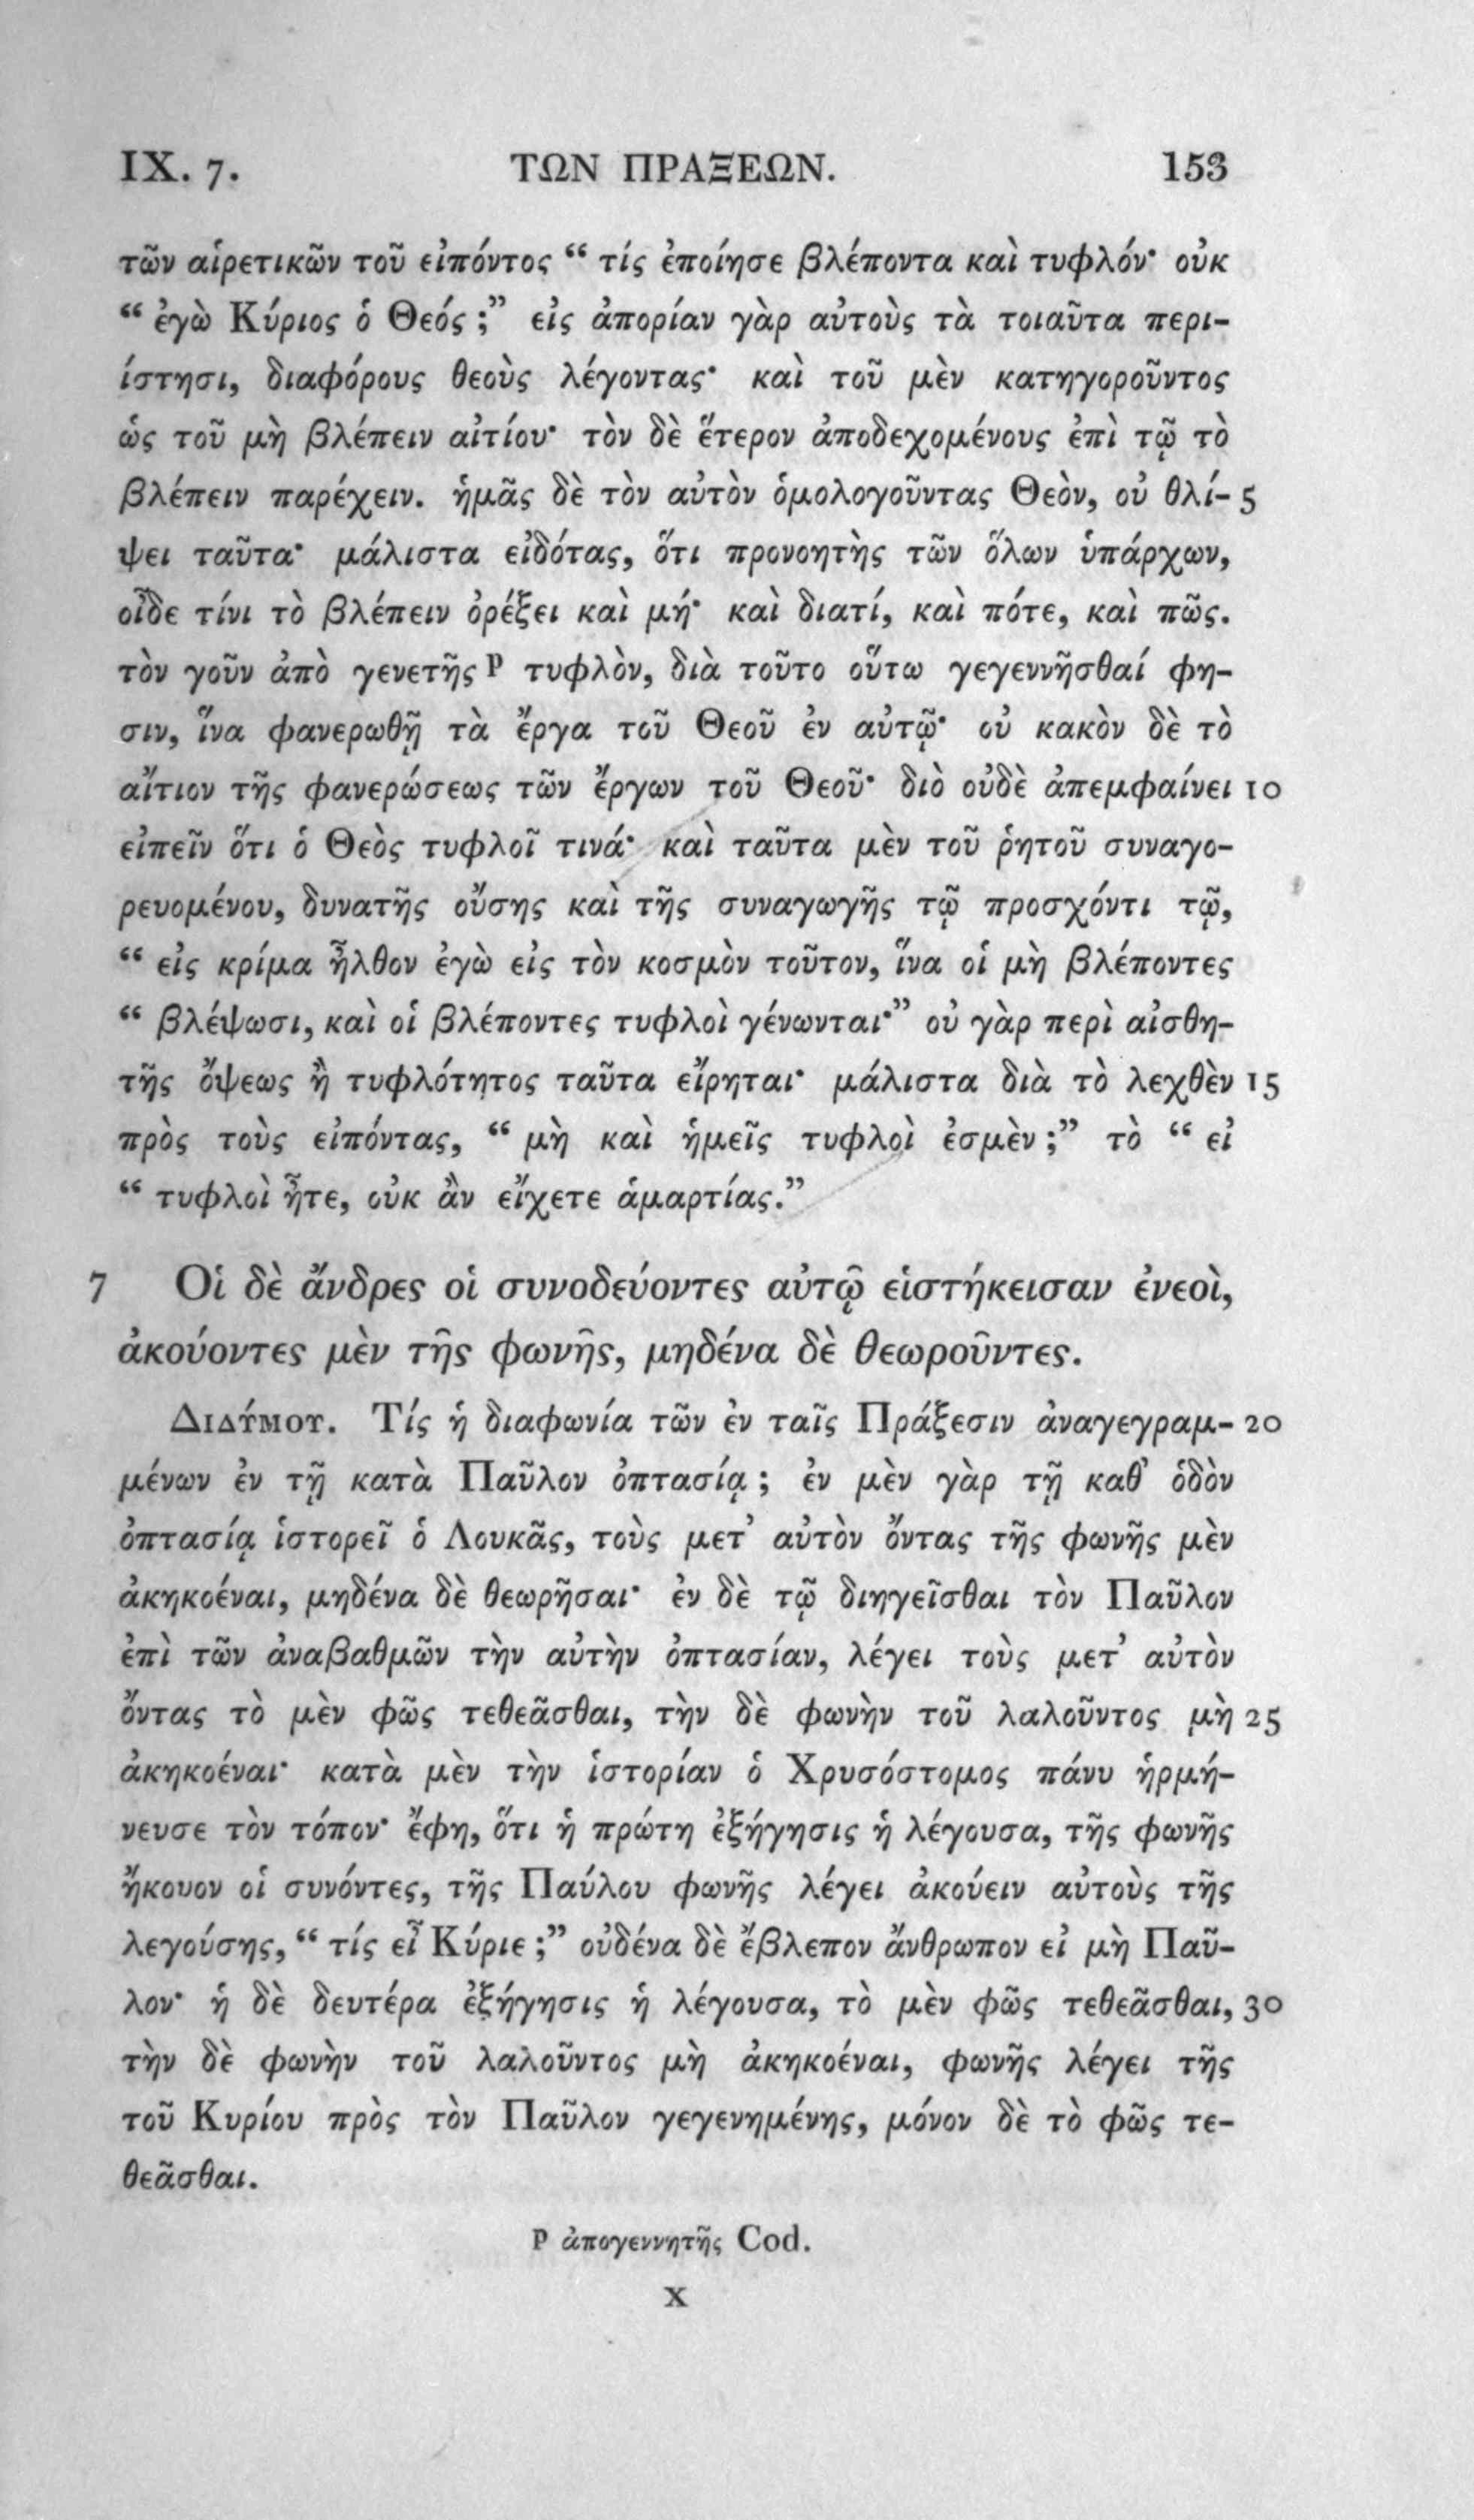 IX. 7. ΤΩΝ ΠΡΑΞΕΩΝ. 153
τῶν αἱρετικῶν τοῦ εἰπόντος “ τίς ἐποίησε βλέποντα καὶ τυφλόν· οὐκ
“ ἐγὼ Κύριος ὁ Θεός ;” εἰς ἀπορίαν γὰρ αὐτοὺς τὰ τοιαῦτα περι-
ίστησι, διαφόρους θεοὺς λέγοντας· καὶ τοῦ μὲν κατηγοροῦντος
ὡς τοῦ μὴ βλέπειν αἰτίου· τὸν δὲ ἕτερον ἀποδεχομένους ἐπὶ τῷ τὸ
βλέπειν παρέχειν. ἡμᾶς δὲ τὸν αὐτὸν ὁμολογοῦντας Θεὸν, οὐ θλί- 5
ψει ταῦτα· μάλιστα εἰδότας, ὅτι προνοητὴς τῶν ὅλων ὑπάρχων,
οἶδε τίνι τὸ βλέπειν ὀρέξει καὶ μή· καὶ διατί, καὶ πότε, καὶ πῶς.
τὸν γοῦν ἀπὸ γενετῆς p τυφλὸν, διὰ τοῦτο οὕτω γεγεννῆσθαί φη-
σιν, ἵνα φανερωθῇ τὰ ἔργα τοῦ Θεοῦ ἐν αὐτῷ· οὐ κακὸν δὲ τὸ
αἴτιον τῆς φανερώσεως τῶν ἔργων τοῦ Θεοῦ· διὸ οὐδὲ ἀπεμφαίνει 10
εἰπεῖν ὅτι ὁ Θεὸς τυφλοῖ τινά· καὶ ταῦτα μὲν τοῦ ῥητοῦ συναγο-
ρευομένου, δυνατῆς οὔσης καὶ τῆς συναγωγῆς τῷ προσχόντι τῷ,
“ εἰς κρίμα ἦλθον ἐγὼ εἰς τὸν κοσμὸν τοῦτον, ἵνα οἱ μὴ βλέποντες
“ βλέψωσι, καὶ οἱ βλέποντες τυφλοὶ γένωνται·” οὐ γὰρ περὶ αἰσθη-
τῆς ὄψεως ἢ τυφλότητος ταῦτα εἴρηται· μάλιστα διὰ τὸ λεχθὲν 15
πρὸς τοὺς εἰπόντας, “ μὴ καὶ ἡμεῖς τυφλοὶ ἐσμὲν ;” τὸ “ εἰ
“ τυφλοὶ ἦτε, οὐκ ἂν εἴχετε ἁμαρτίας.”
7 Οἱ δὲ ἄνδρες οἱ συνοδεύοντες αὐτῷ εἱστήκεισαν ἐνεοὶ,
ἀκούοντες μὲν τῆς φωνῆς, μηδένα δὲ θεωροῦντες.
ΔΙΔΎΜΟΥ. Τίς ἡ διαφωνία τῶν ἐν ταῖς Πράξεσιν ἀναγεγραμ- 20
μένων ἐν τῇ κατὰ Παῦλον ὀπτασίᾳ ; ἐν μὲν γὰρ τῇ καθ’ ὁδὸν
ὀπτασίᾳ ἱστορεῖ ὁ Λουκᾶς, τοὺς μετ’ αὐτὸν ὄντας τῆς φωνῆς μὲν
ἀκηκοέναι, μηδένα δὲ θεωρῆσαι· ἐν δὲ τῷ διηγεῖσθαι τὸν Παῦλον
ἐπὶ τῶν ἀναβαθμῶν τὴν αὐτὴν ὀπτασίαν, λέγει τοὺς μετ’ αὐτὸν
ὄντας τὸ μὲν φῶς τεθεᾶσθαι, τὴν δὲ φωνὴν τοῦ λαλοῦντος μὴ 25
ἀκηκοέναι· κατὰ μὲν τὴν ἱστορίαν ὁ Χρυσόστομος πάνυ ἡρμή-
νευσε τὸν τόπον· ἔφη, ὅτι ἡ πρώτη ἐξήγησις ἡ λέγουσα, τῆς φωνῆς
ἤκουον οἱ συνόντες, τῆς Παύλου φωνῆς λέγει ἀκούειν αὐτοὺς τῆς
λεγούσης, “ τίς εἶ Κύριε ;” οὐδένα δὲ ἔβλεπον ἄνθρωπον εἰ μὴ Παῦ-
λον· ἡ δὲ δευτέρα ἐξήγησις ἡ λέγουσα, τὸ μὲν φῶς τεθεᾶσθαι, 30
τὴν δὲ φωνὴν τοῦ λαλοῦντος μὴ ἀκηκοέναι, φωνῆς λέγει τῆς
τοῦ Κυρίου πρὸς τὸν Παῦλον γεγενημένης, μόνον δὲ τὸ φῶς τε-
θεᾶσθαι.
p ἀπογεννητῆς Cod.
X